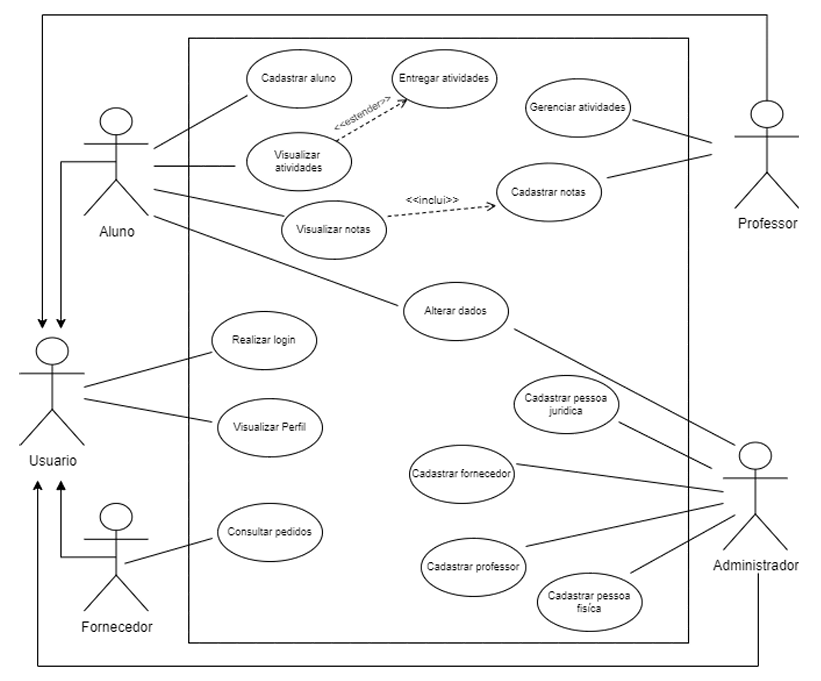 Cadastrar aluno
Entregar atividades
<<estender>>
Gerenciar atividades
Visualizar
atividades
Cadastrar notas
<<inclui>>
Visualizar notas
Aluno
Professor
Alterar dados
Realizar login
Cadastrar pessoa
juridica
Visualizar Perfil
Usuario
Cadastrar fornecedor
Consultar pedidos
Cadastrar professor
Administrador
Cadastrar pessoa
fisíca
Fornecedor